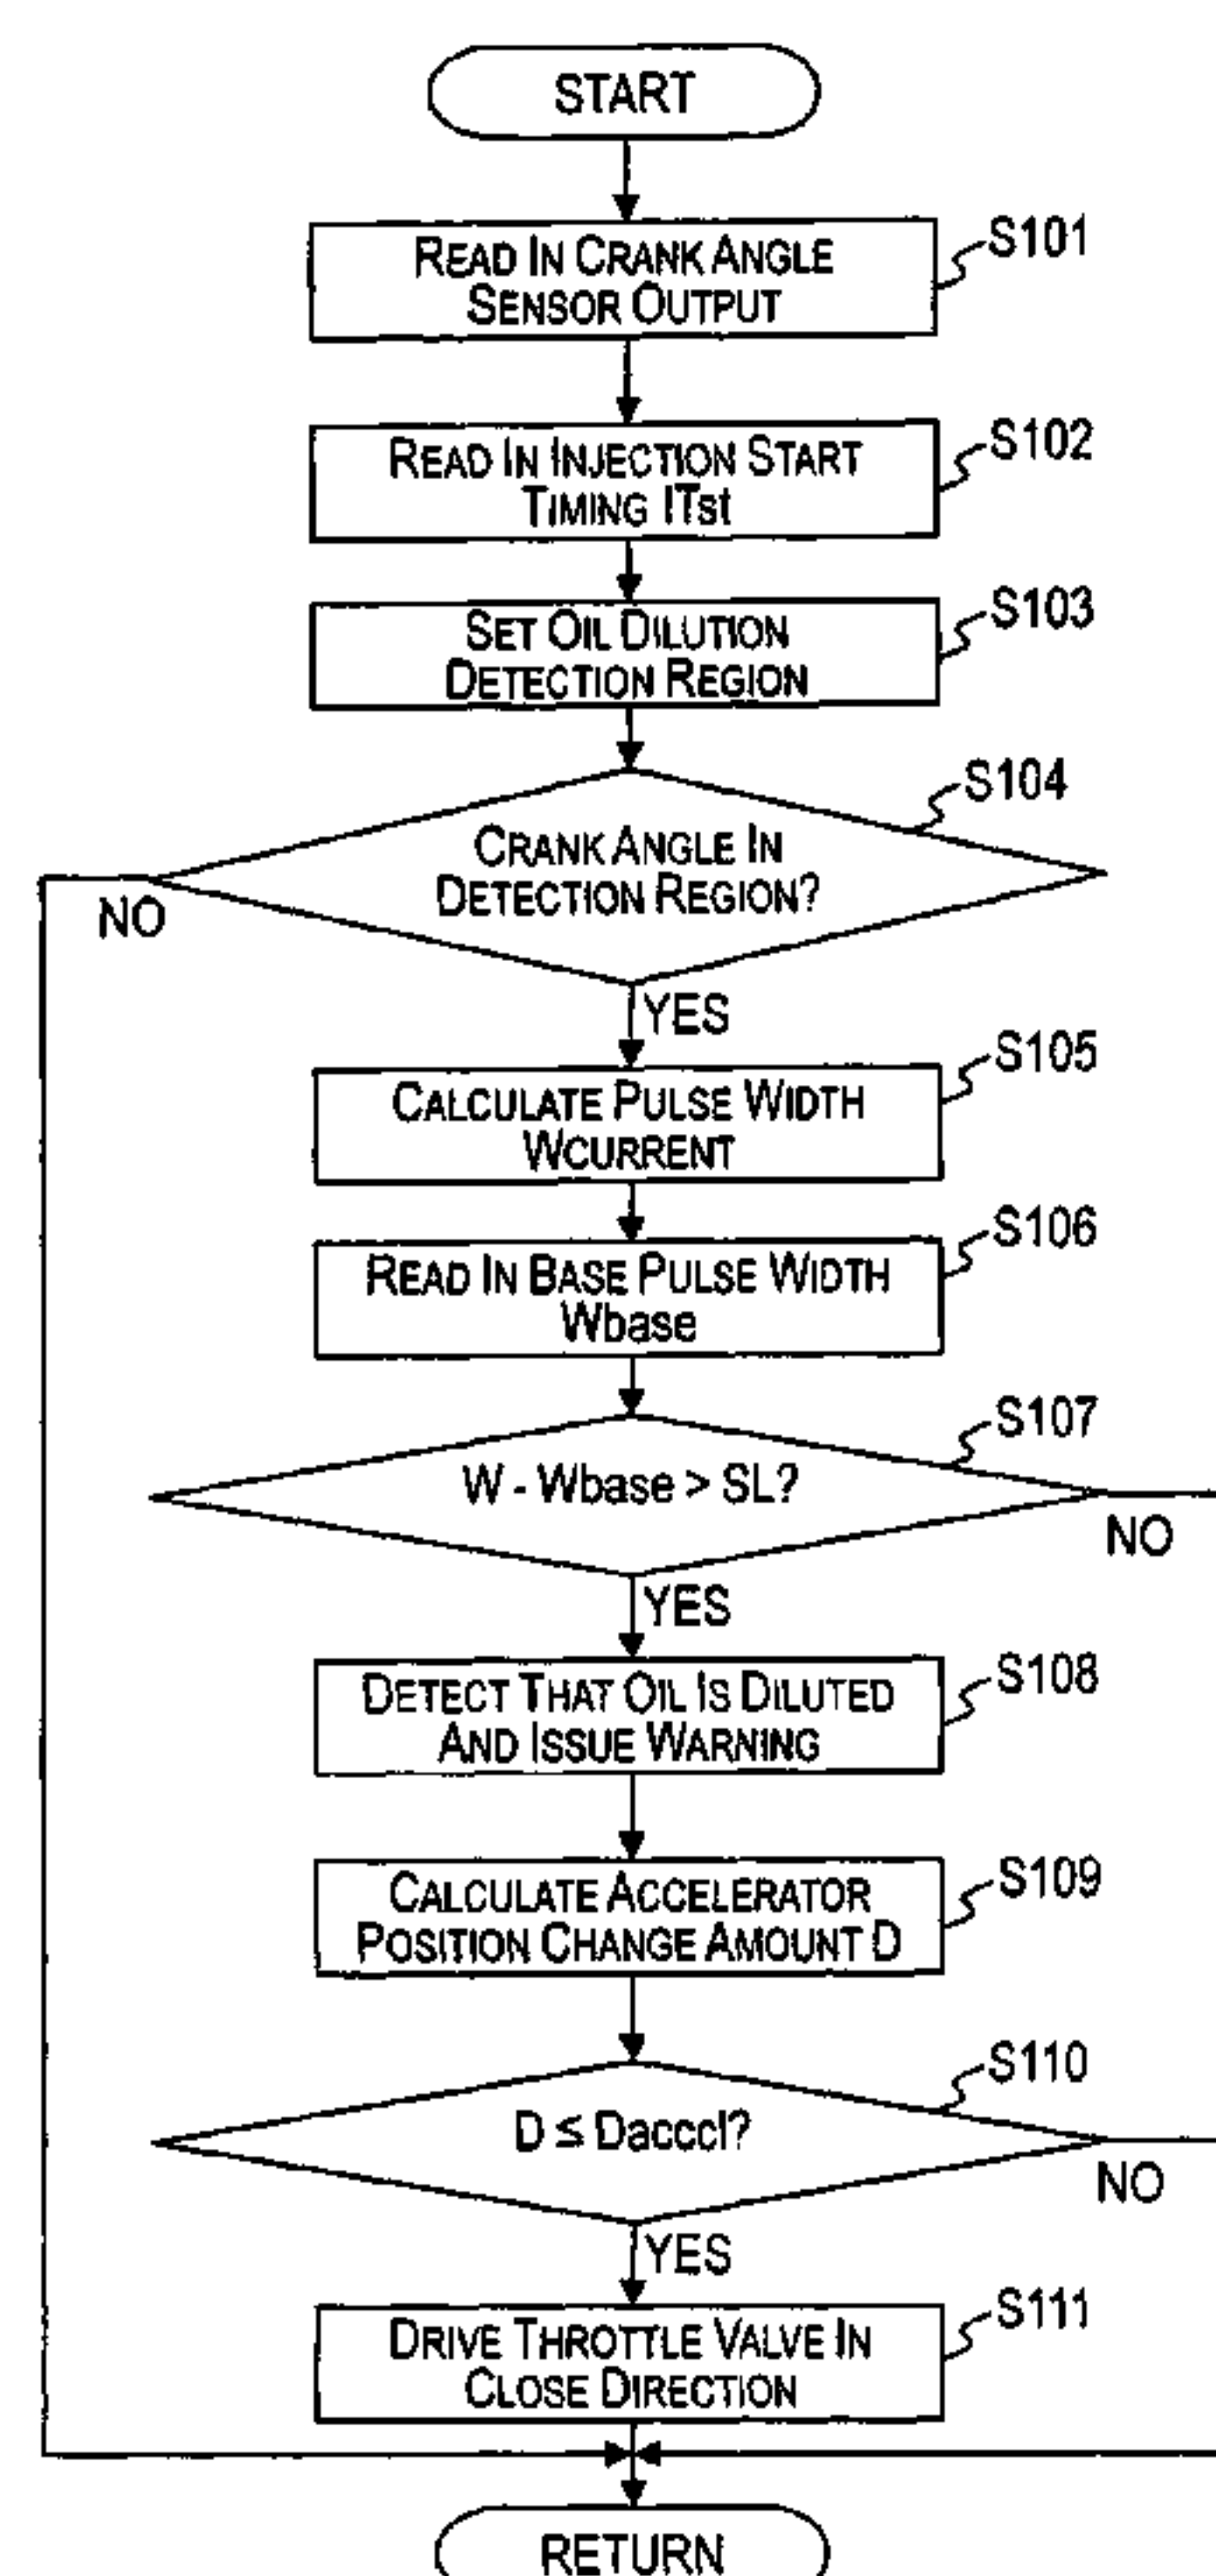 START
READ IN CRANK ANGLE
SENSOR OUTPUT
S101
READ IN INJECTION START
TIMING ITst
S102
SET OIL DILUTION
DETECTION REGION
S103
CRANK ANGLE IN
DETECTION REGION?
S104
NO
YES
CALCULATE PULSE WIDTH
WCURRENT
S105
READ IN BASE PULSE WIDTH
Wbase
S106
W - Wbase > SL?
S107
NO
YES
DETECT THAT OIL IS DILUTED
AND ISSUE WARNING
S108
CALCULATE ACCELERATOR
POSITION CHANGE AMOUNT D
S109
D ≤ Dacccl?
S110
NO
YES
DRIVE THROTTLE VALVE IN
CLOSE DIRECTION
S111
RETURN